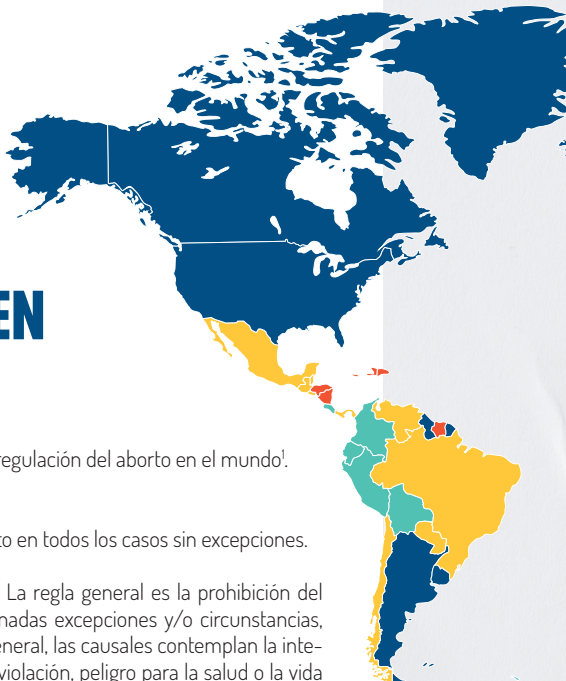 EN
regulación del aborto en el mundo¹.
to en todos los casos sin excepciones.
La regla general es la prohibición del
nadas excepciones y/o circunstancias,
eneral, las causales contemplan la inte-
violación, peligro para la salud o la vida